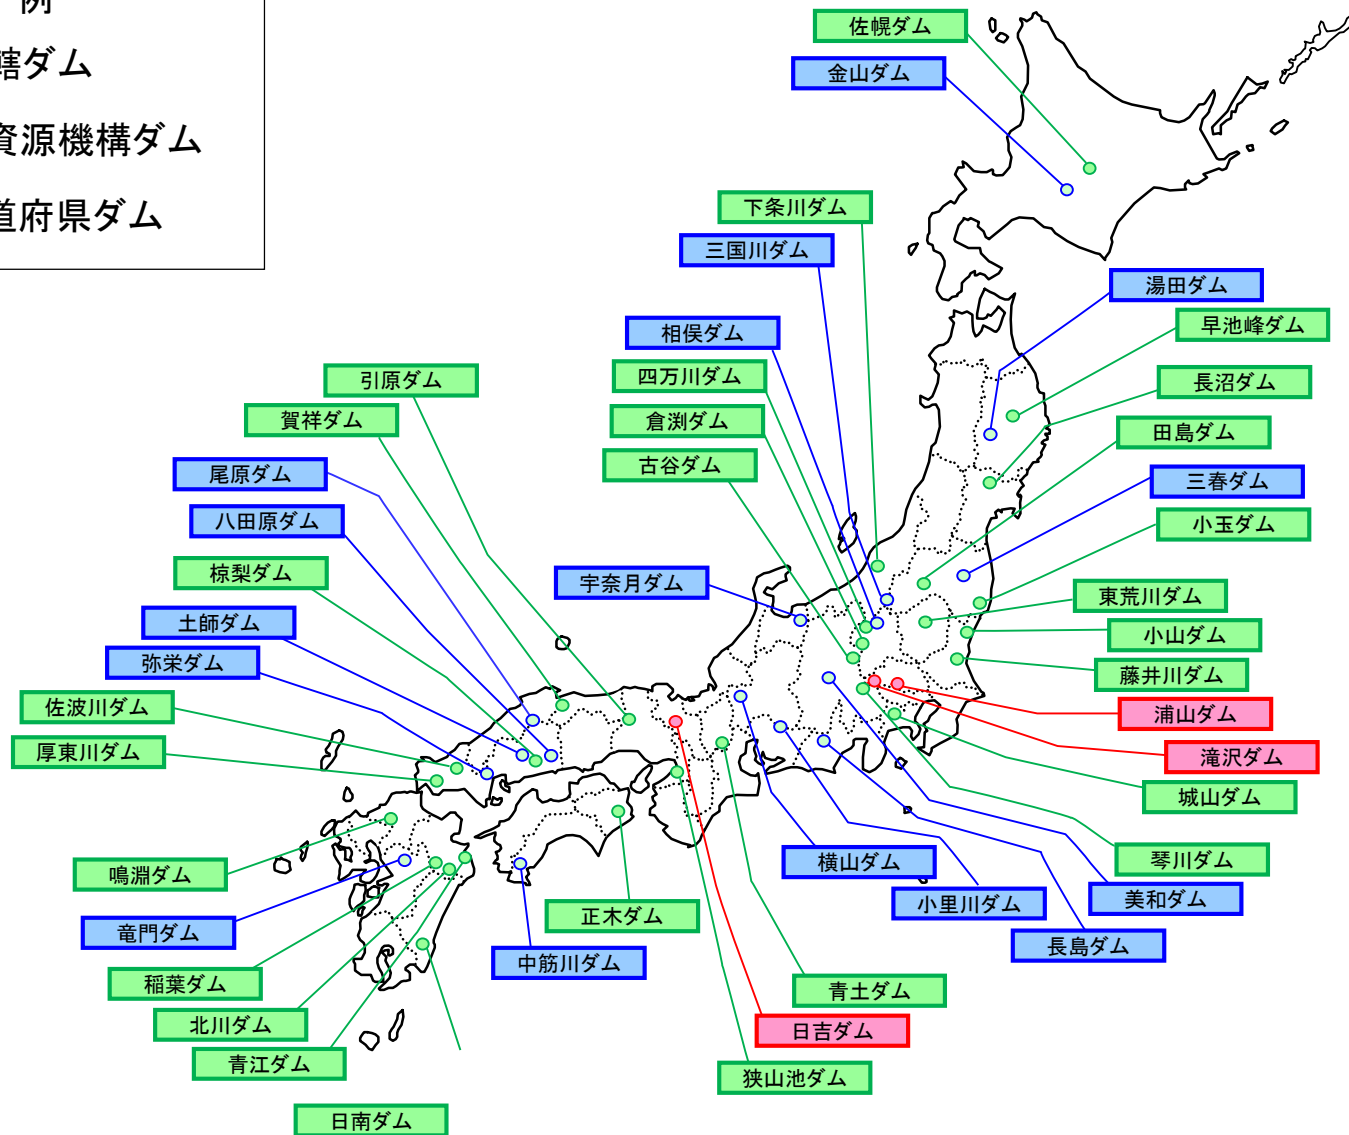 例
轄ダム
資源機構ダム
道府県ダム
佐幌ダム
金山ダム
下条川ダム
三国川ダム
湯田ダム
早池峰ダム
相俣ダム
四万川ダム
倉渕ダム
古谷ダム
長沼ダム
田島ダム
三春ダム
小玉ダム
引原ダム
賀祥ダム
尾原ダム
八田原ダム
椋梨ダム
土師ダム
弥栄ダム
佐波川ダム
厚東川ダム
宇奈月ダム
東荒川ダム
小山ダム
藤井川ダム
浦山ダム
滝沢ダム
城山ダム
琴川ダム
美和ダム
横山ダム
小里川ダム
長島ダム
鳴淵ダム
竜門ダム
稲葉ダム
北川ダム
青江ダム
日南ダム
正木ダム
中筋川ダム
青土ダム
日吉ダム
狭山池ダム